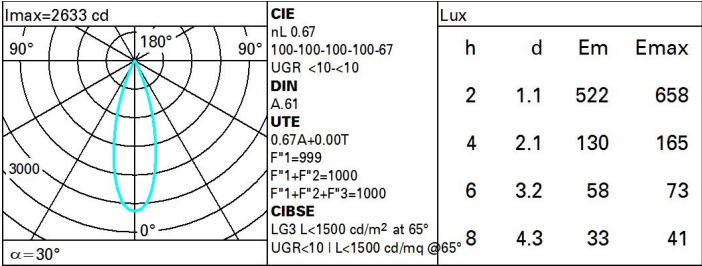 Imax=2633 cd
90° 180° 90°
3000
0°
α=30°
CIE
nL 0.67
100-100-100-100-67
UGR <10-<10
DIN
A.61
UTE
0.67A+0.00T
F"1=999
F"1+F"2=1000
F"1+F"2+F"3=1000
CIBSE
LG3 L<1500 cd/m² at 65°
UGR<10 | L<1500 cd/mq @65°
Lux
h d Em Emax
2 1.1 522 658
4 2.1 130 165
6 3.2 58 73
8 4.3 33 41